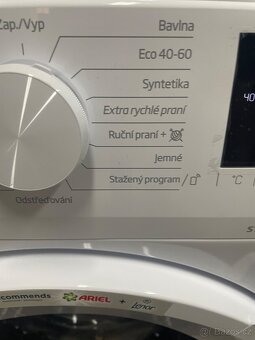 Zap./Vyp
Bavlna
Eco 40-60
Syntetika
40
Extra rychlé praní
Ruční praní +
Jemné
Stažený program /
°C
Odstřeďování
S
commends
ARIEL
+
Lenor